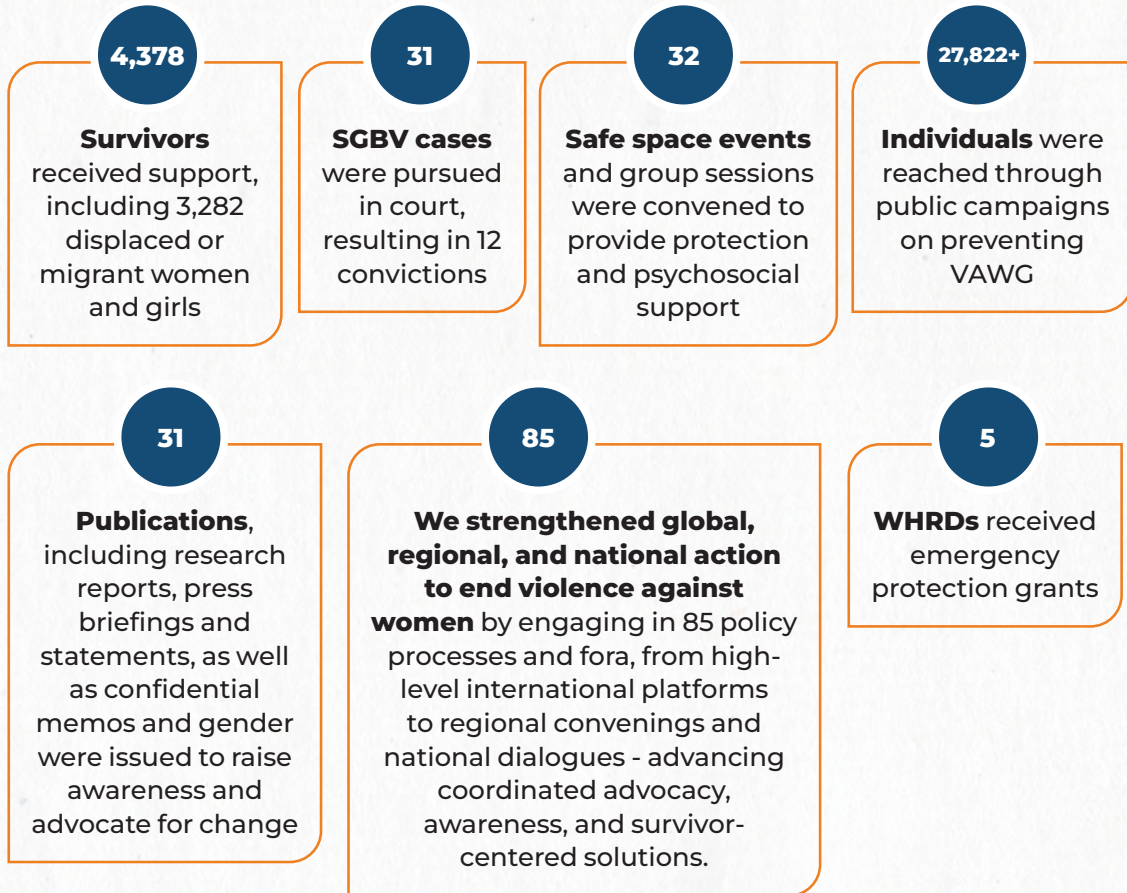 4,378
Survivors
received support,
including 3,282
displaced or
migrant women
and girls
31
SGBV cases
were pursued
in court,
resulting in 12
convictions
32
Safe space events
and group sessions
were convened to
provide protection
and psychosocial
support
27,822+
Individuals were
reached through
public campaigns
on preventing
VAWG
31
Publications,
including research
reports, press
briefings and
statements, as well
as confidential
memos and gender
were issued to raise
awareness and
advocate for change
85
We strengthened global,
regional, and national action
to end violence against
women by engaging in 85 policy
processes and fora, from high-
level international platforms
to regional convenings and
national dialogues - advancing
coordinated advocacy,
awareness, and survivor-
centered solutions.
5
WHRDs received
emergency
protection grants